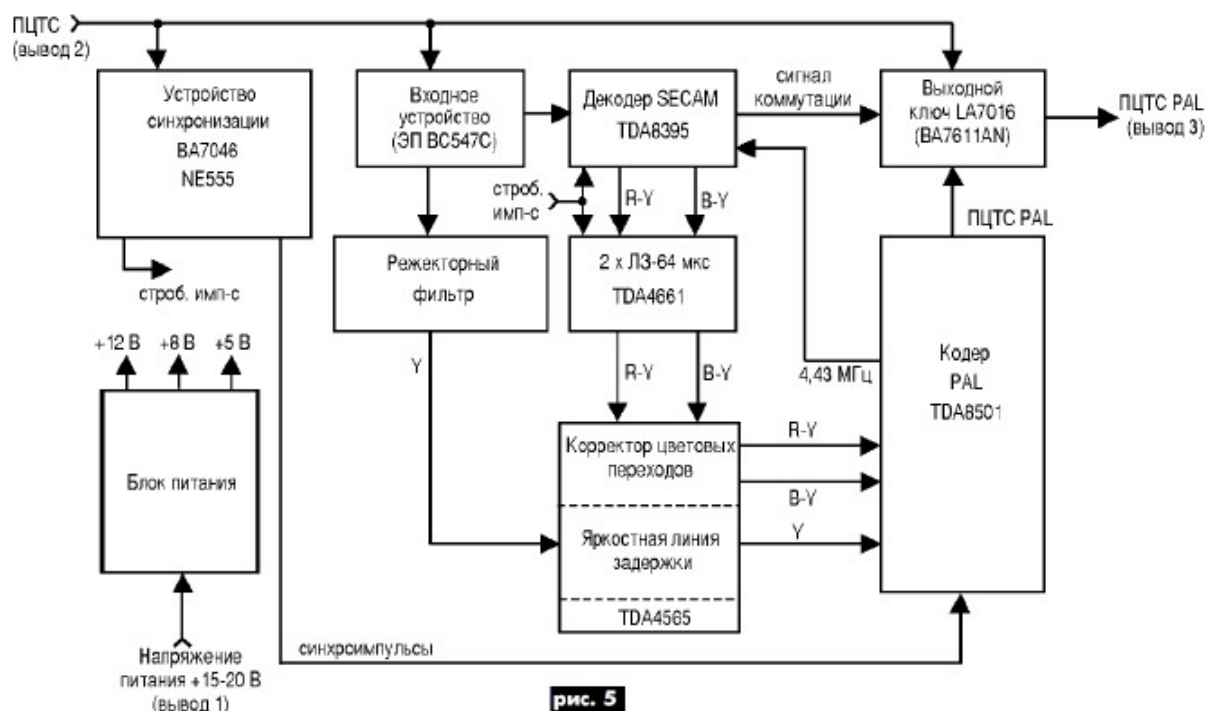 ПЦТС
(вывод 2)
Устройство
синхронизации
BA7046
NE555
Входное
устройство
(ЭП BC547C)
Декодер SECAM
TDA8395
сигнал
коммутации
Выходной
ключ LA7016
(BA7611AN)
ПЦТС PAL
(вывод 3)
строб.
имп-с
R-Y
B-Y
ПЦТС PAL
строб. имп-с
Режекторный
фильтр
2 х ЛЗ-64 мкс
TDA4661
+12 В
+8 В
+5 В
Y
R-Y
B-Y
4,43 МГц
Кодер
PAL
TDA8501
Блок питания
Корректор цветовых
переходов
R-Y
B-Y
Яркостная линия
задержки
Y
TDA4565
синхроимпульсы
Напряжение
питания +15-20 В
(вывод 1)
рис. 5